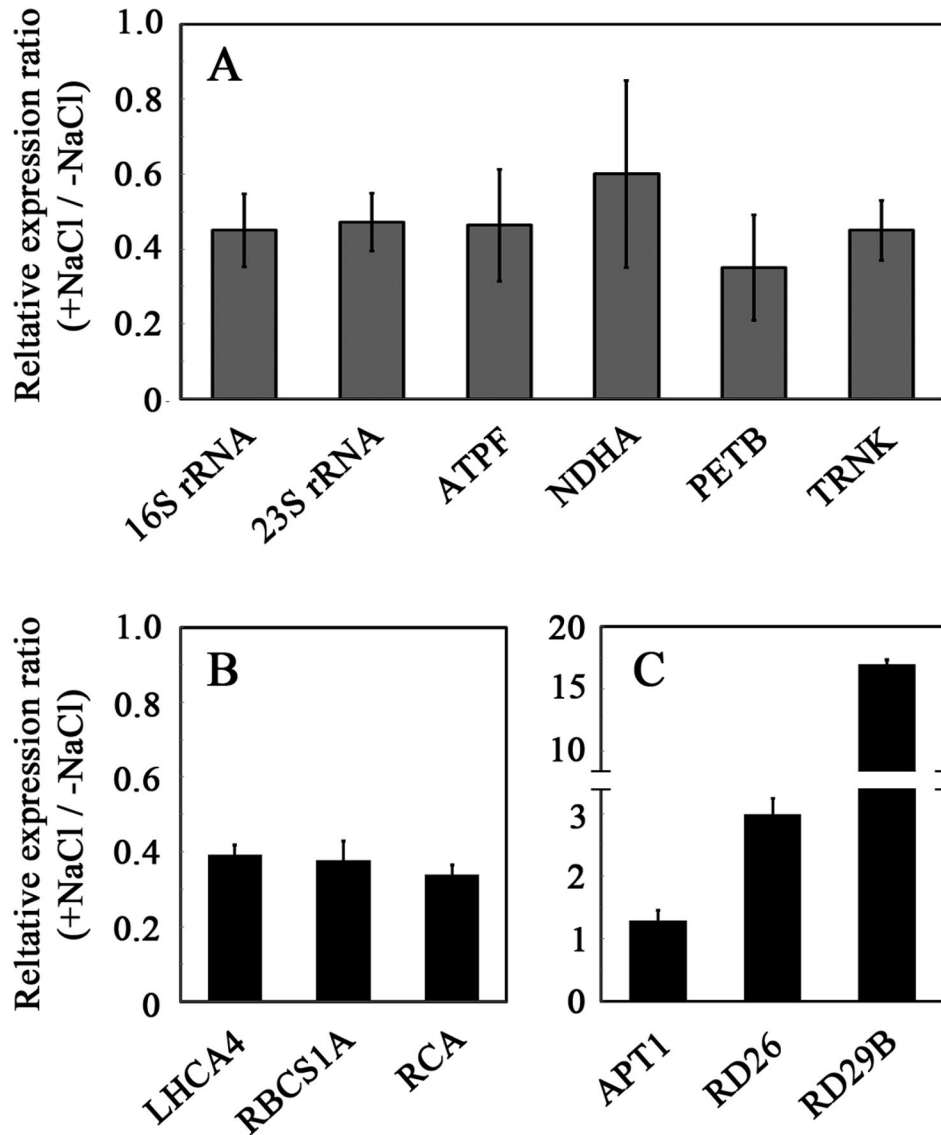 Reltative expression ratio
(+NaCl / -NaCl)
A
1.0
0.8
0.6
0.4
0.2
0
16S rRNA
23S rRNA
ATPF
NDHA
PETB
TRNK
Reltative expression ratio
(+NaCl / -NaCl)
B
1.0
0.8
0.6
0.4
0.2
0
LHCA4
RBCS1A
RCA
C
20
15
10
3
2
1
0
APT1
RD26
RD29B